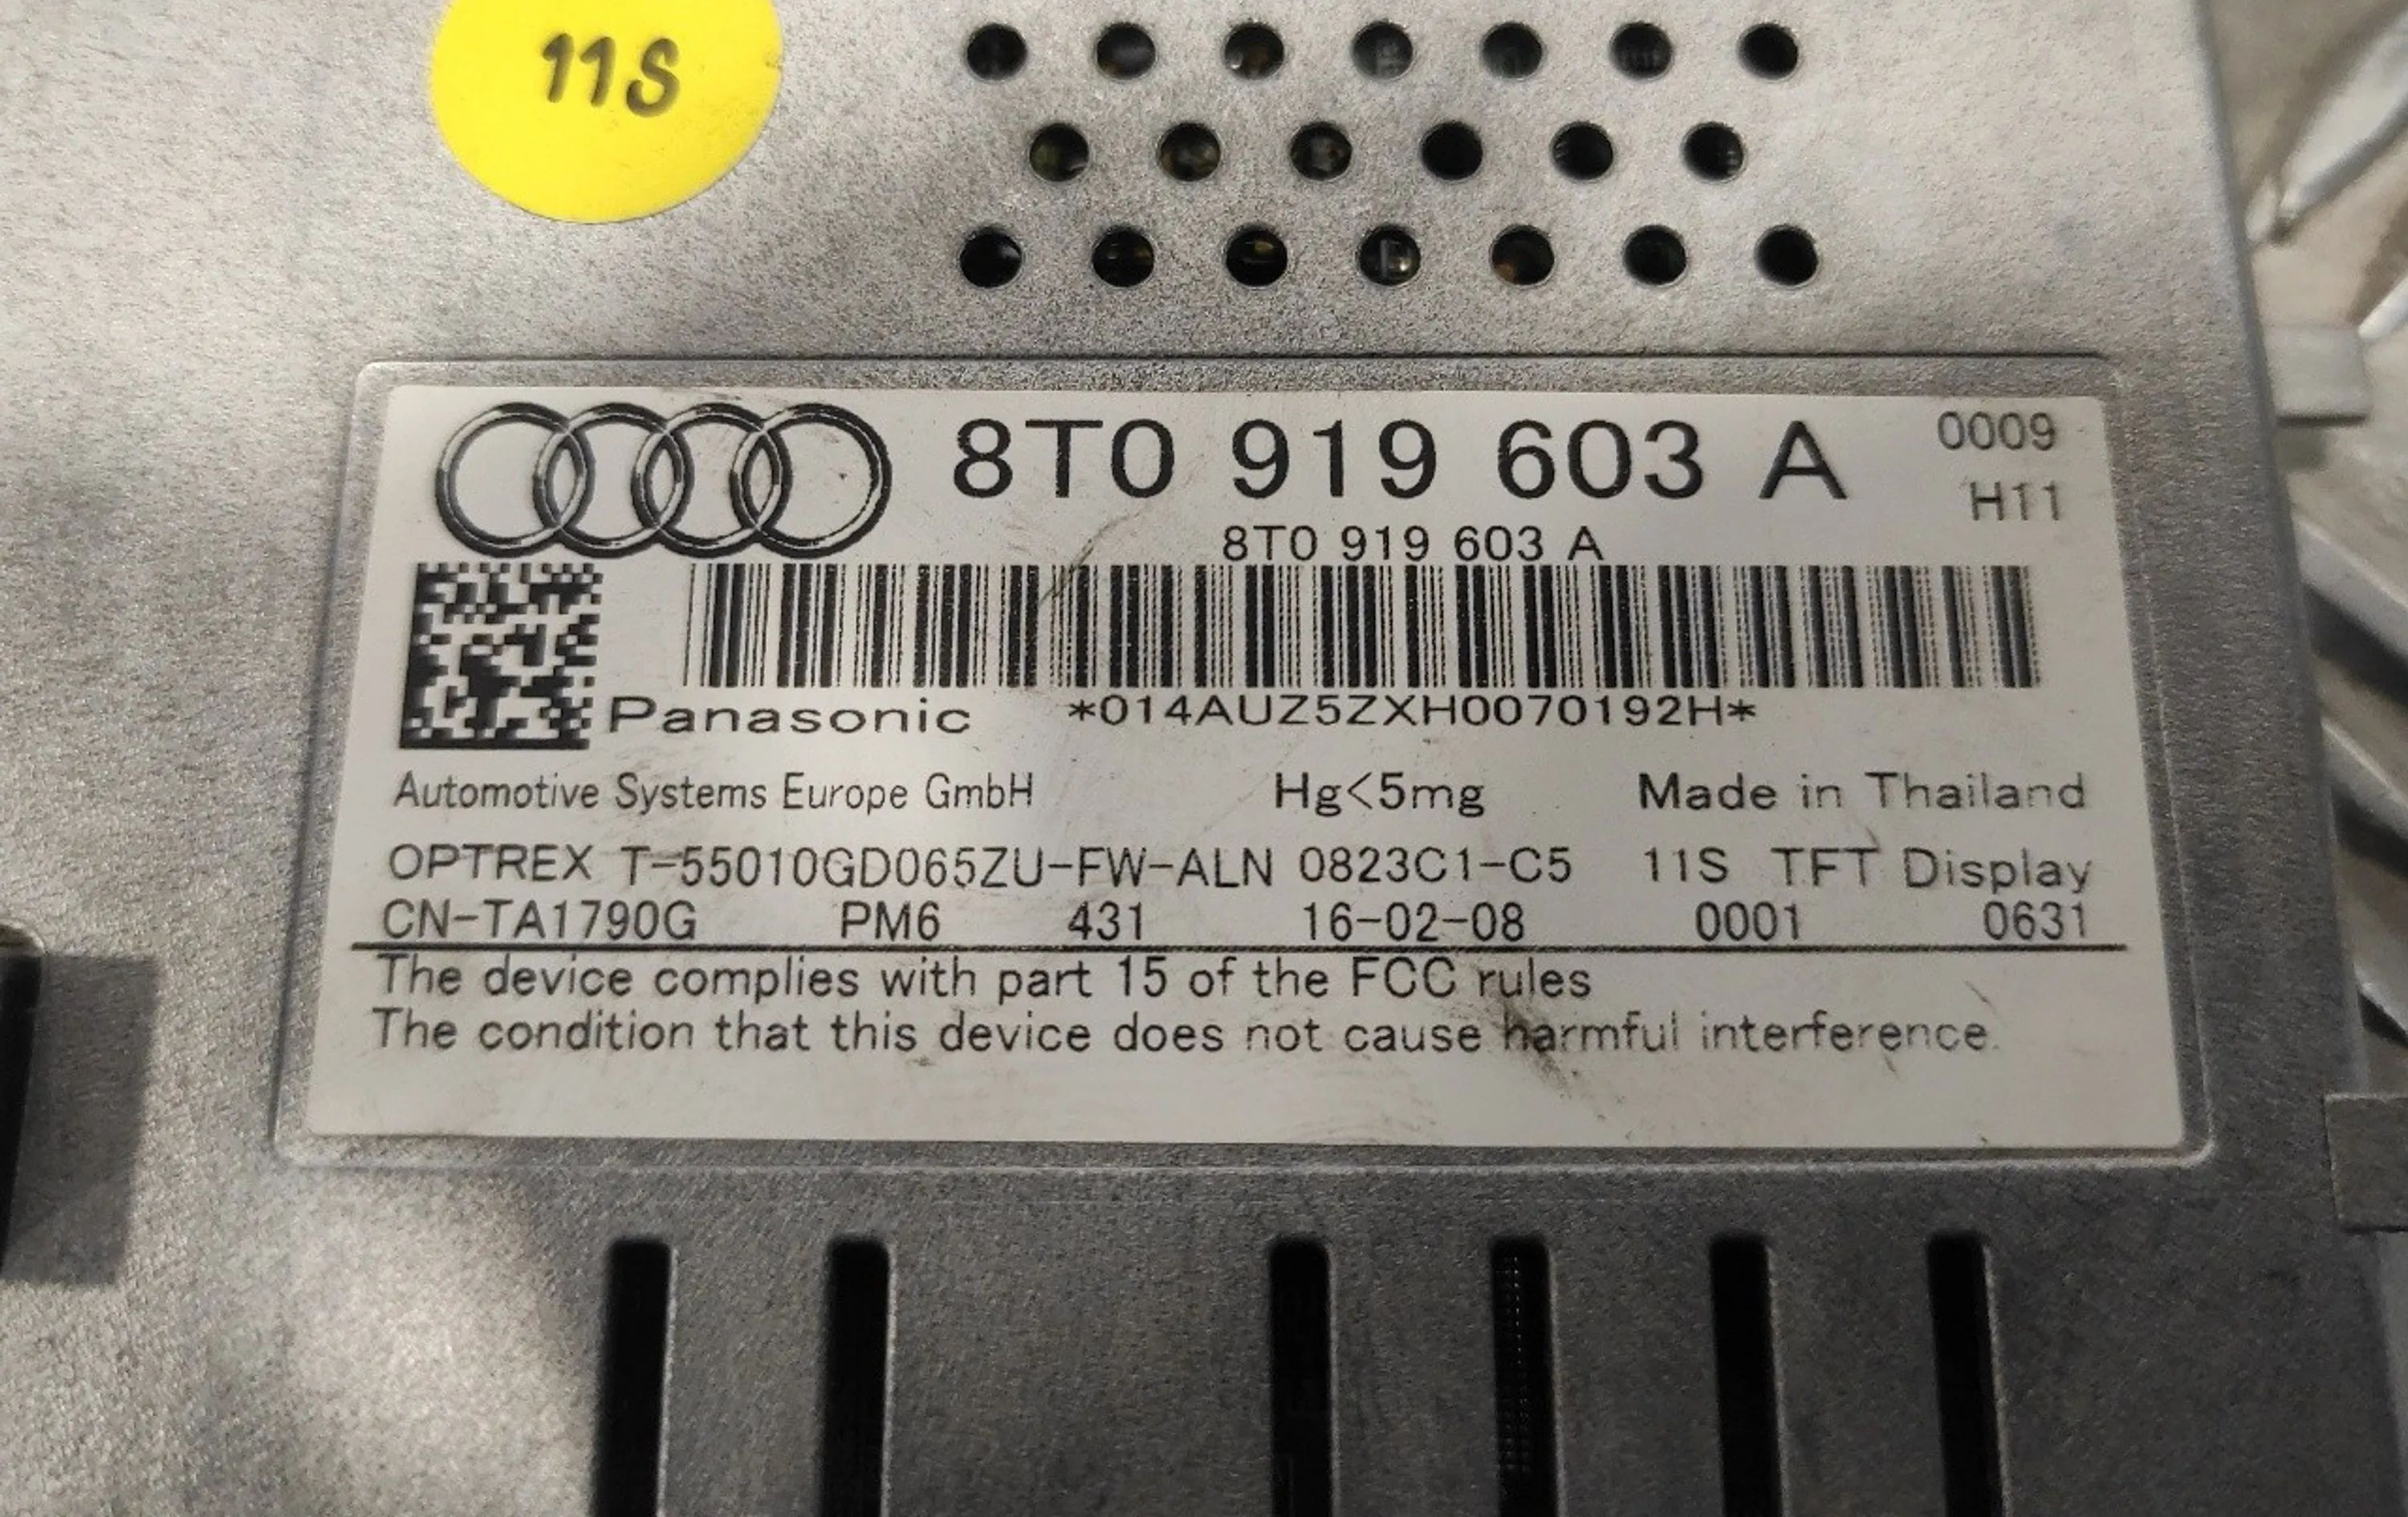 11S
8T0 919 603 A 0009
H11
8T0 919 603 A
Panasonic *014AUZ5ZXH0070192H*
Automotive Systems Europe GmbH Hg<5mg Made in Thailand
OPTREX T-55010GD065ZU-FW-ALN 0823C1-C5 11S TFT Display
CN-TA1790G PM6 431 16-02-08 0001 0631
The device complies with part 15 of the FCC rules
The condition that this device does not cause harmful interference.